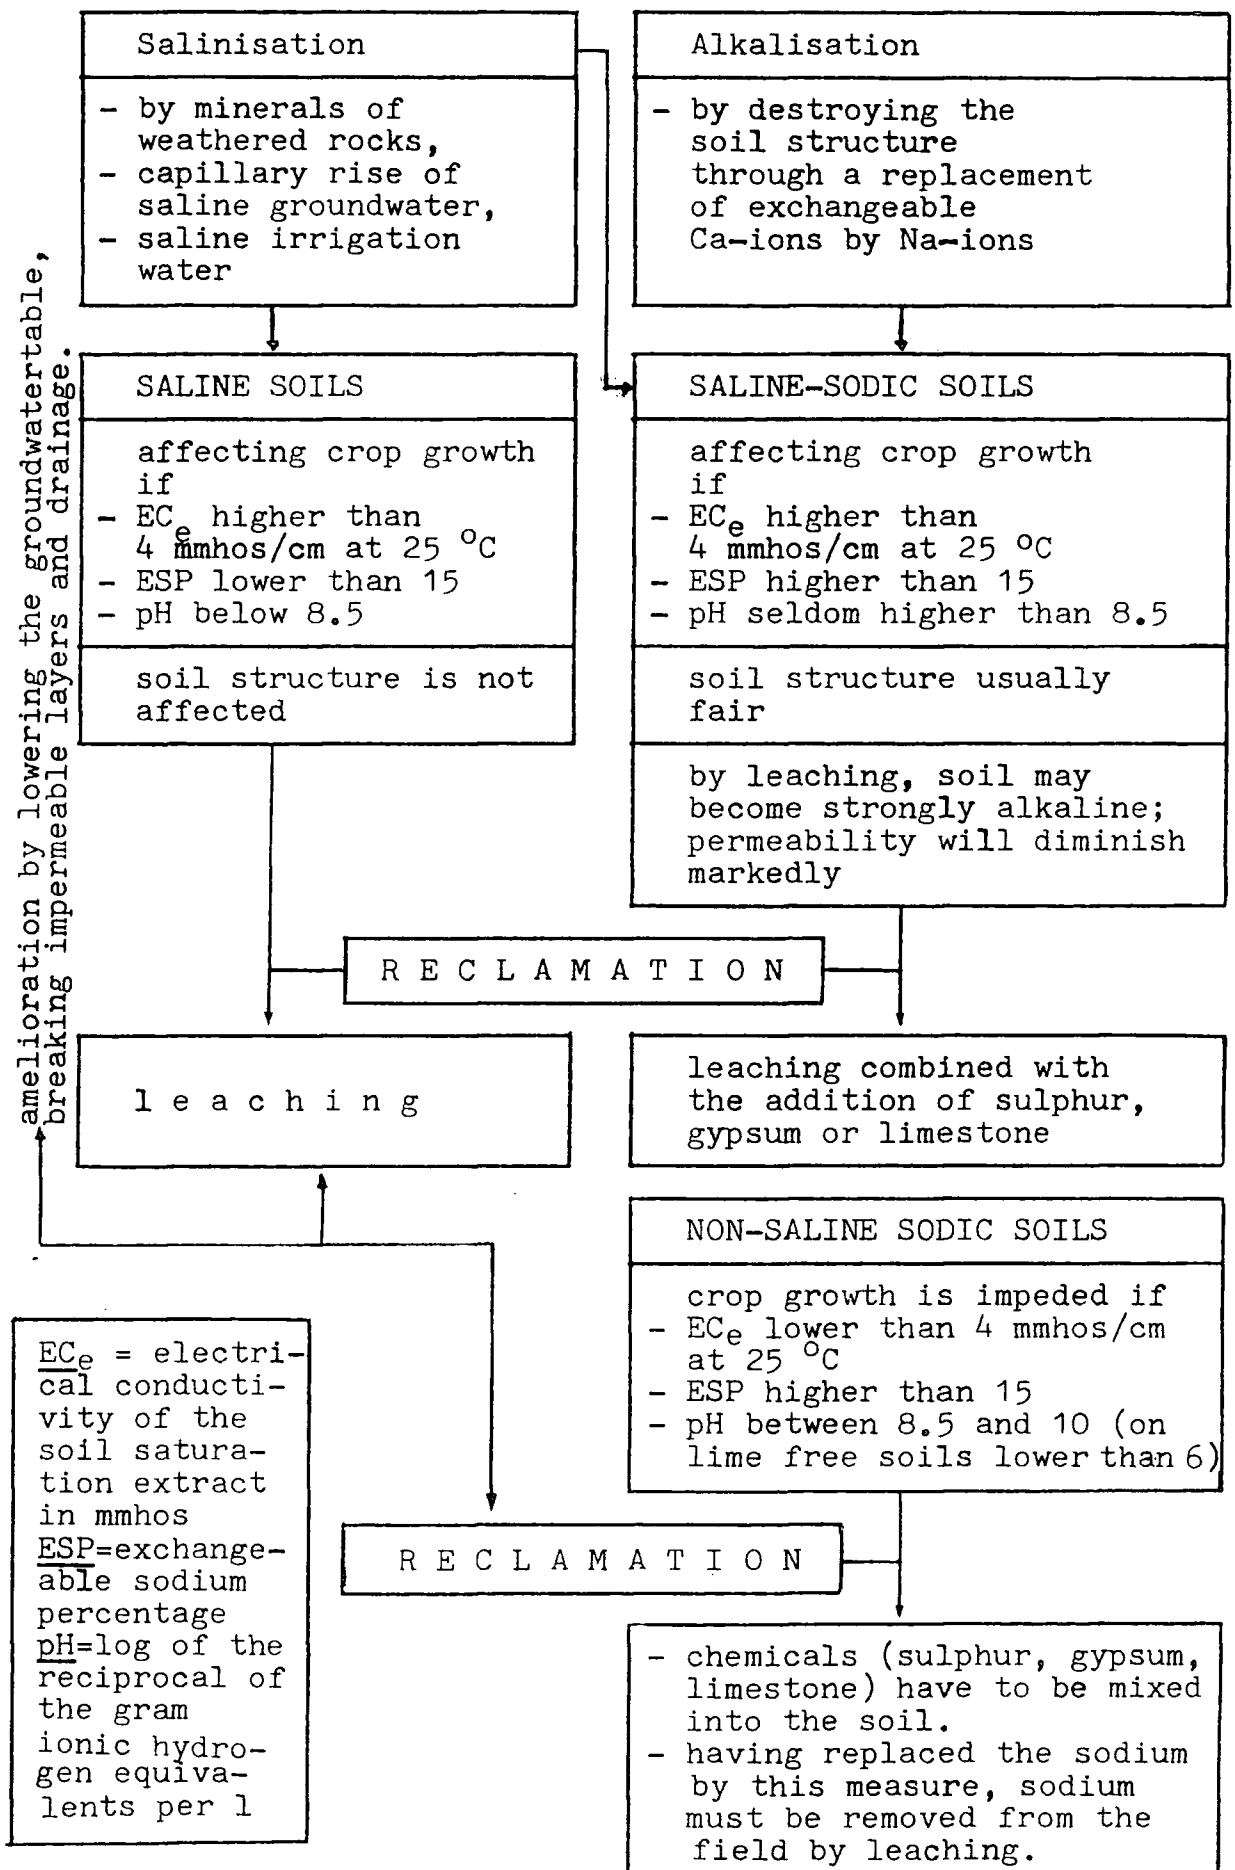 Salinisation
- by minerals of
weathered rocks,
- capillary rise of
saline groundwater,
- saline irrigation
water
Alkalisation
- by destroying the
soil structure
through a replacement
of exchangeable
Ca-ions by Na-ions
SALINE SOILS
affecting crop growth
if
- ECe higher than
4 mmhos/cm at 25 °C
- ESP lower than 15
- pH below 8.5
soil structure is not
affected
SALINE-SODIC SOILS
affecting crop growth
if
- ECe higher than
4 mmhos/cm at 25 °C
- ESP higher than 15
- pH seldom higher than 8.5
soil structure usually
fair
by leaching, soil may
become strongly alkaline;
permeability will diminish
markedly
amelioration by lowering the groundwatertable,
breaking impermeable layers and drainage.
R E C L A M A T I O N
l e a c h i n g
leaching combined with
the addition of sulphur,
gypsum or limestone
NON-SALINE SODIC SOILS
crop growth is impeded if
- ECe lower than 4 mmhos/cm
at 25 °C
- ESP higher than 15
- pH between 8.5 and 10 (on
lime free soils lower than 6)
ECe = electri-
cal conducti-
vity of the
soil satura-
tion extract
in mmhos
ESP=exchange-
able sodium
percentage
pH=log of the
reciprocal of
the gram
ionic hydro-
gen equiva-
lents per l
R E C L A M A T I O N
- chemicals (sulphur, gypsum,
limestone) have to be mixed
into the soil.
- having replaced the sodium
by this measure, sodium
must be removed from the
field by leaching.